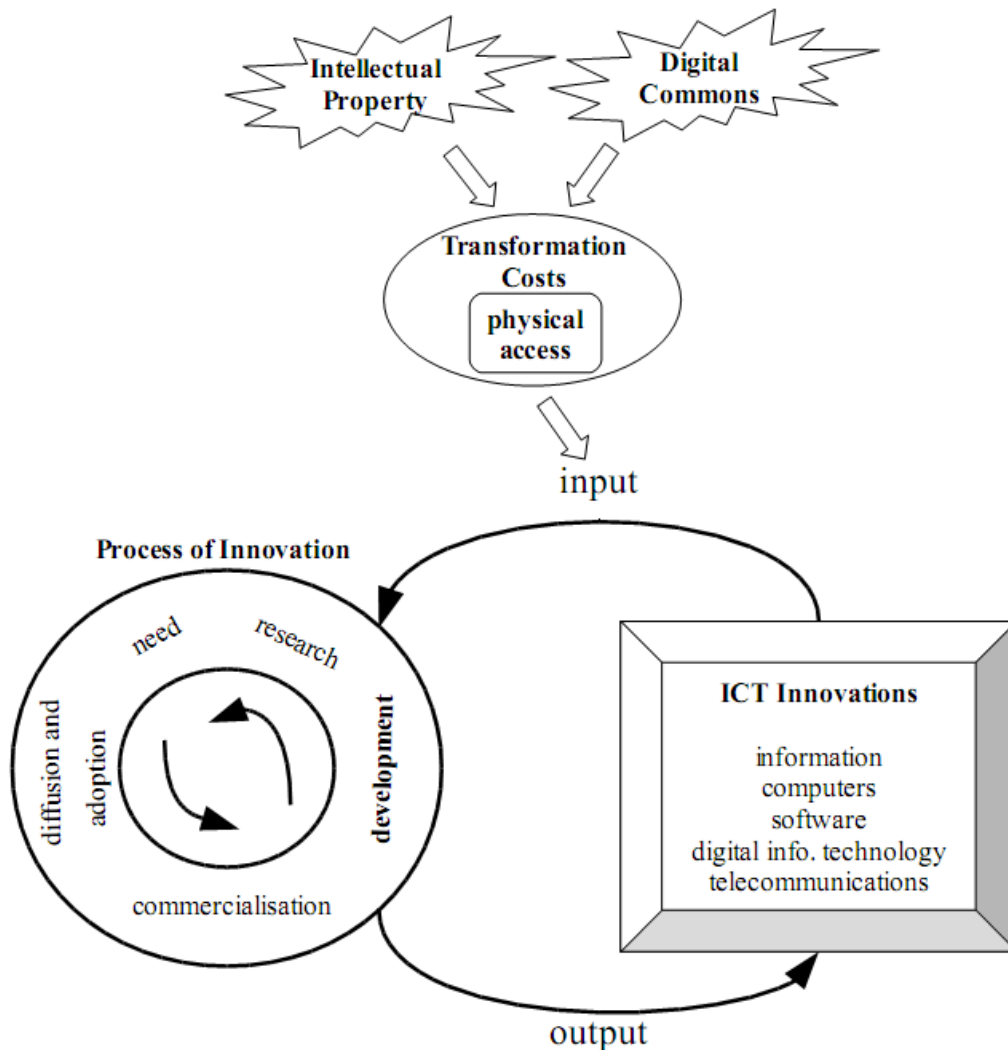 Intellectual
Property
Digital
Commons
Transformation
Costs
physical
access
input
Process of Innovation
need
research
development
diffusion and
adoption
commercialisation
ICT Innovations
information
computers
software
digital info. technology
telecommunications
output